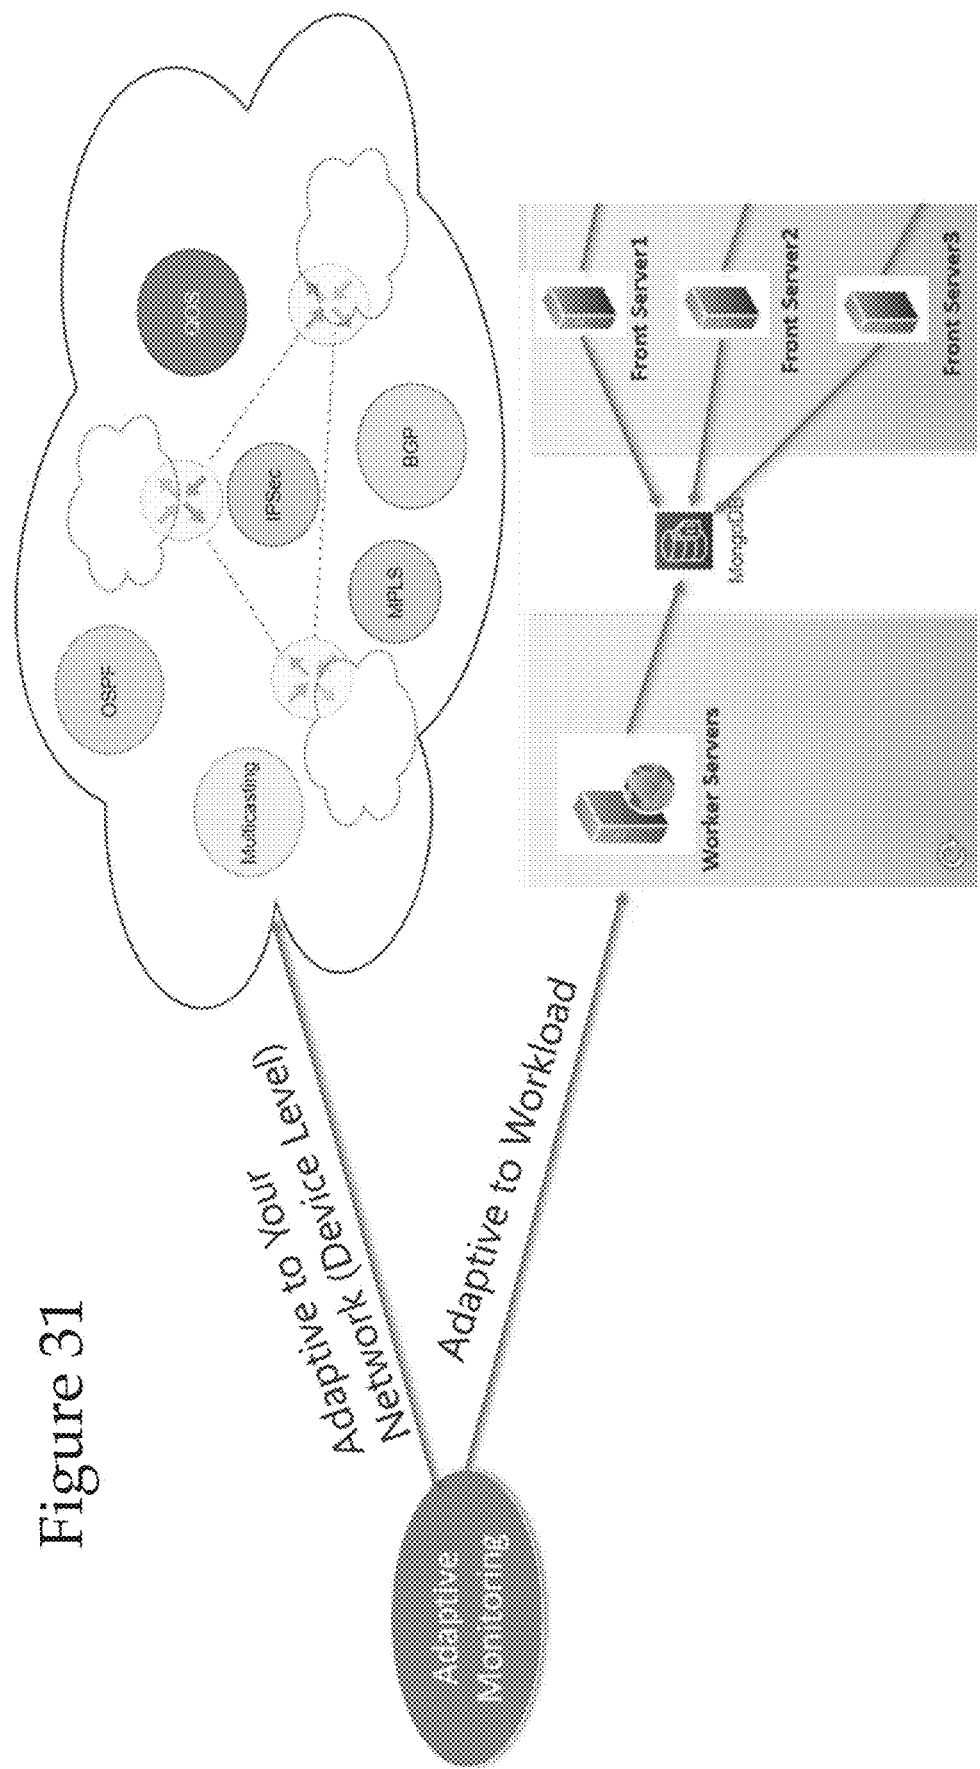 Figure 31
Adaptive
Monitoring
Adaptive to Your
Network (Device Level)
Adaptive to Workload
Multicasting
OSPF
IPSec
MPLS
BGP
Worker Servers
MongoDB
Front Server1
Front Server2
Front Server3